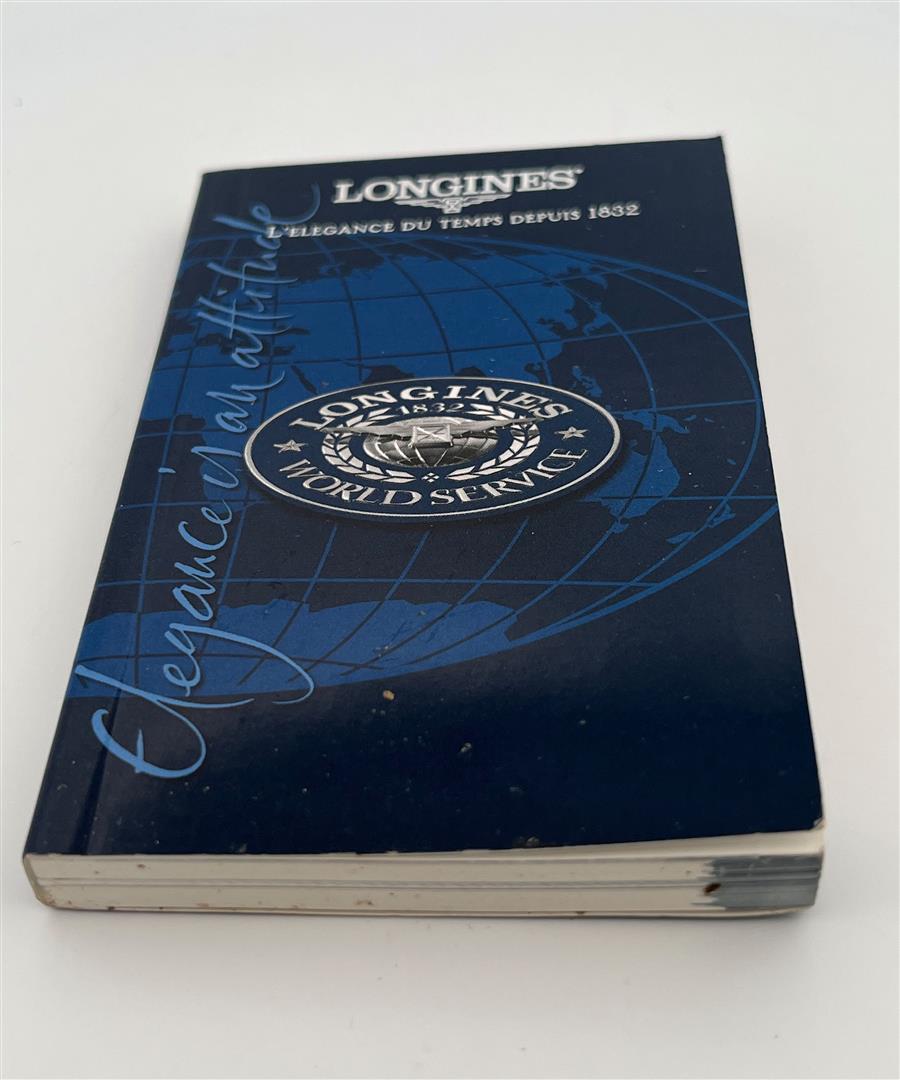 LONGINES®
L'ELEGANCE DU TEMPS DEPUIS 1832
Elegance is an attitude
LONGINES
1832
WORLD SERVICE